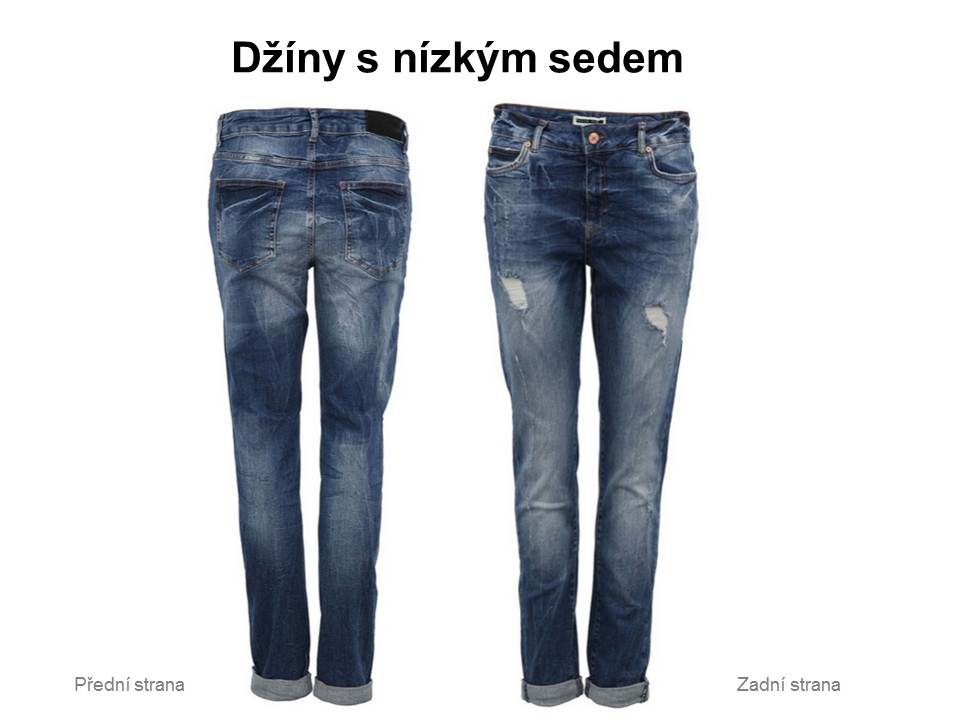 Džíny s nízkým sedem
Přední strana
Zadní strana